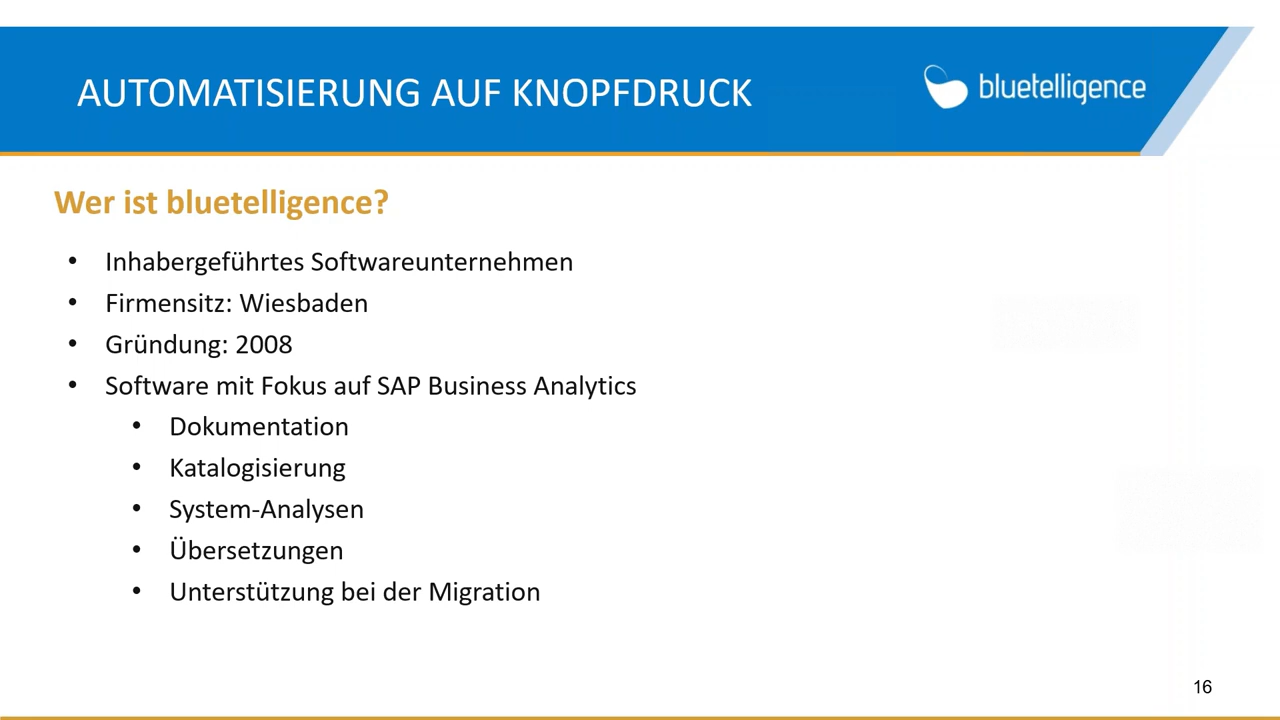 AUTOMATISIERUNG AUF KNOPFDRUCK
bluetelligence
Wer ist bluetelligence?
• Inhabergeführtes Softwareunternehmen
• Firmensitz: Wiesbaden
• Gründung: 2008
• Software mit Fokus auf SAP Business Analytics
• Dokumentation
• Katalogisierung
• System-Analysen
• Übersetzungen
• Unterstützung bei der Migration
16